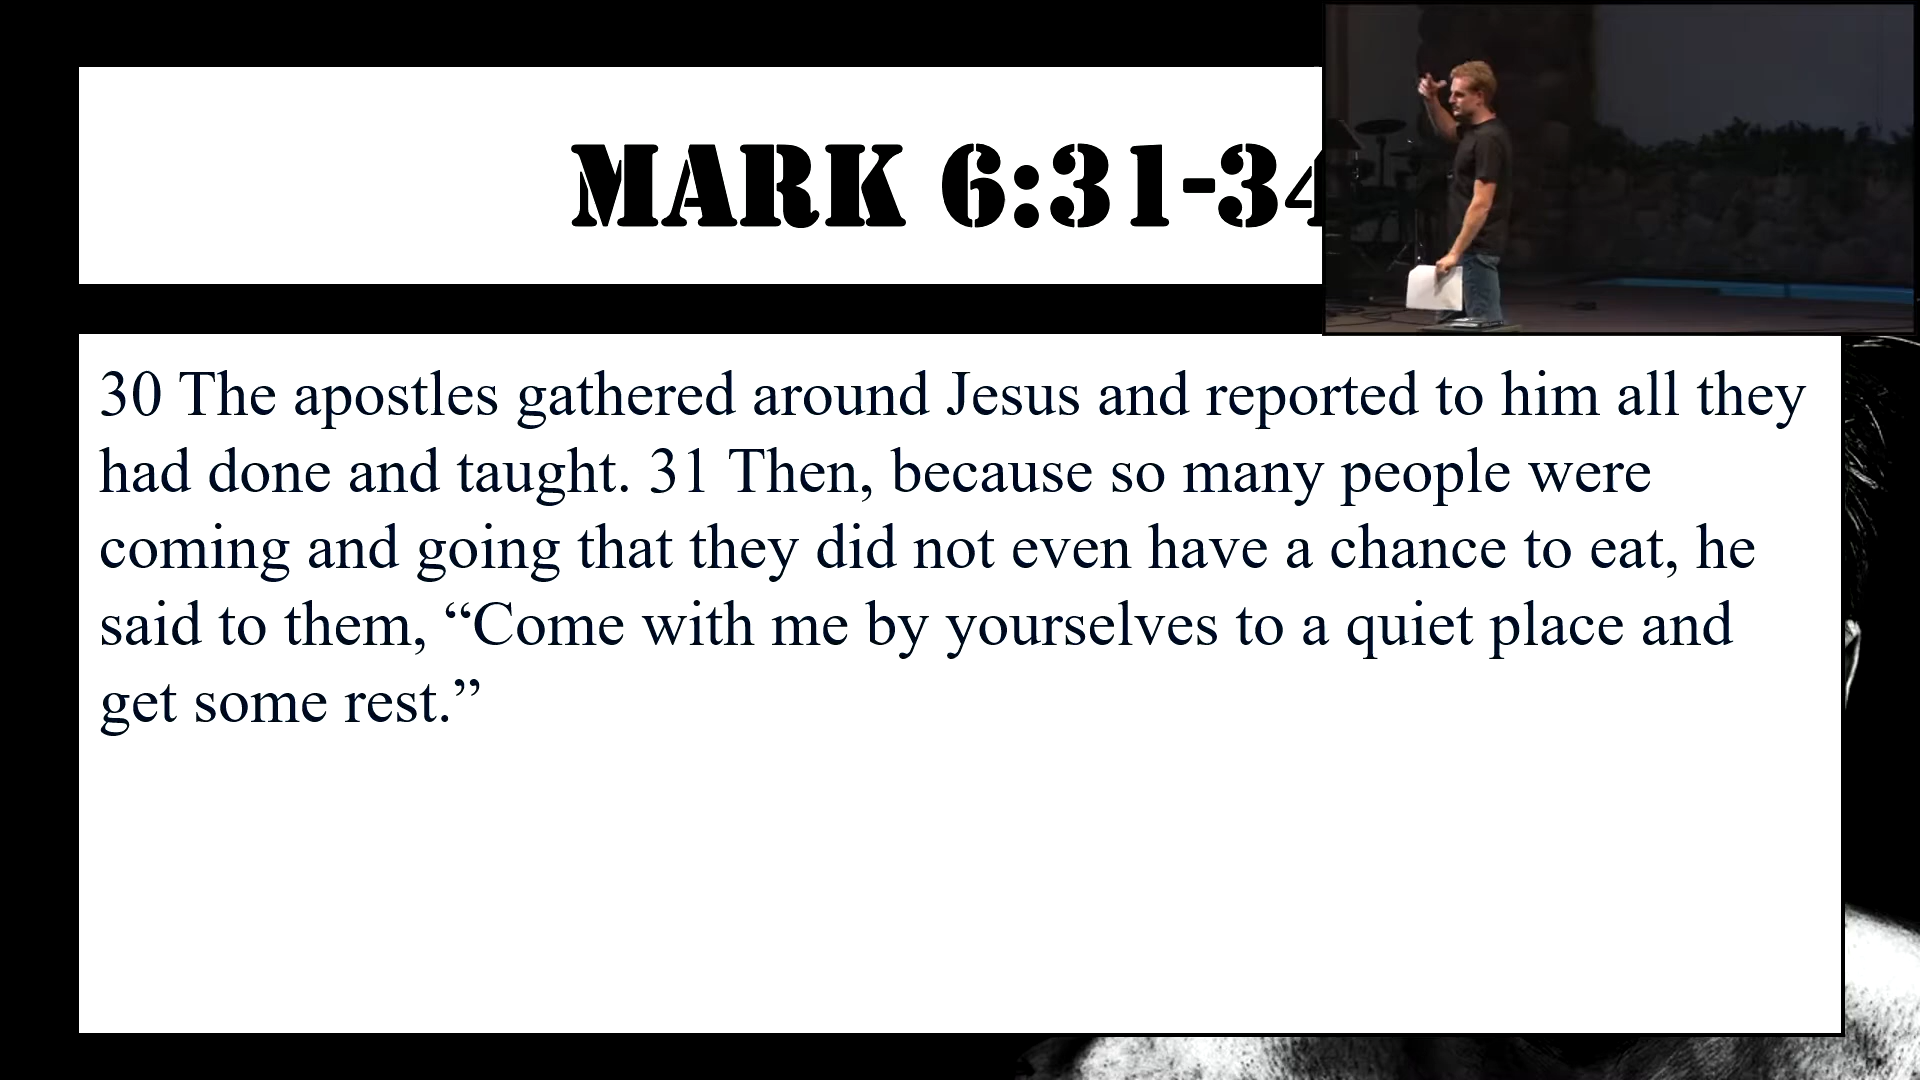 MARK 6:31-34
30 The apostles gathered around Jesus and reported to him all they
had done and taught. 31 Then, because so many people were
coming and going that they did not even have a chance to eat, he
said to them, “Come with me by yourselves to a quiet place and
get some rest.”